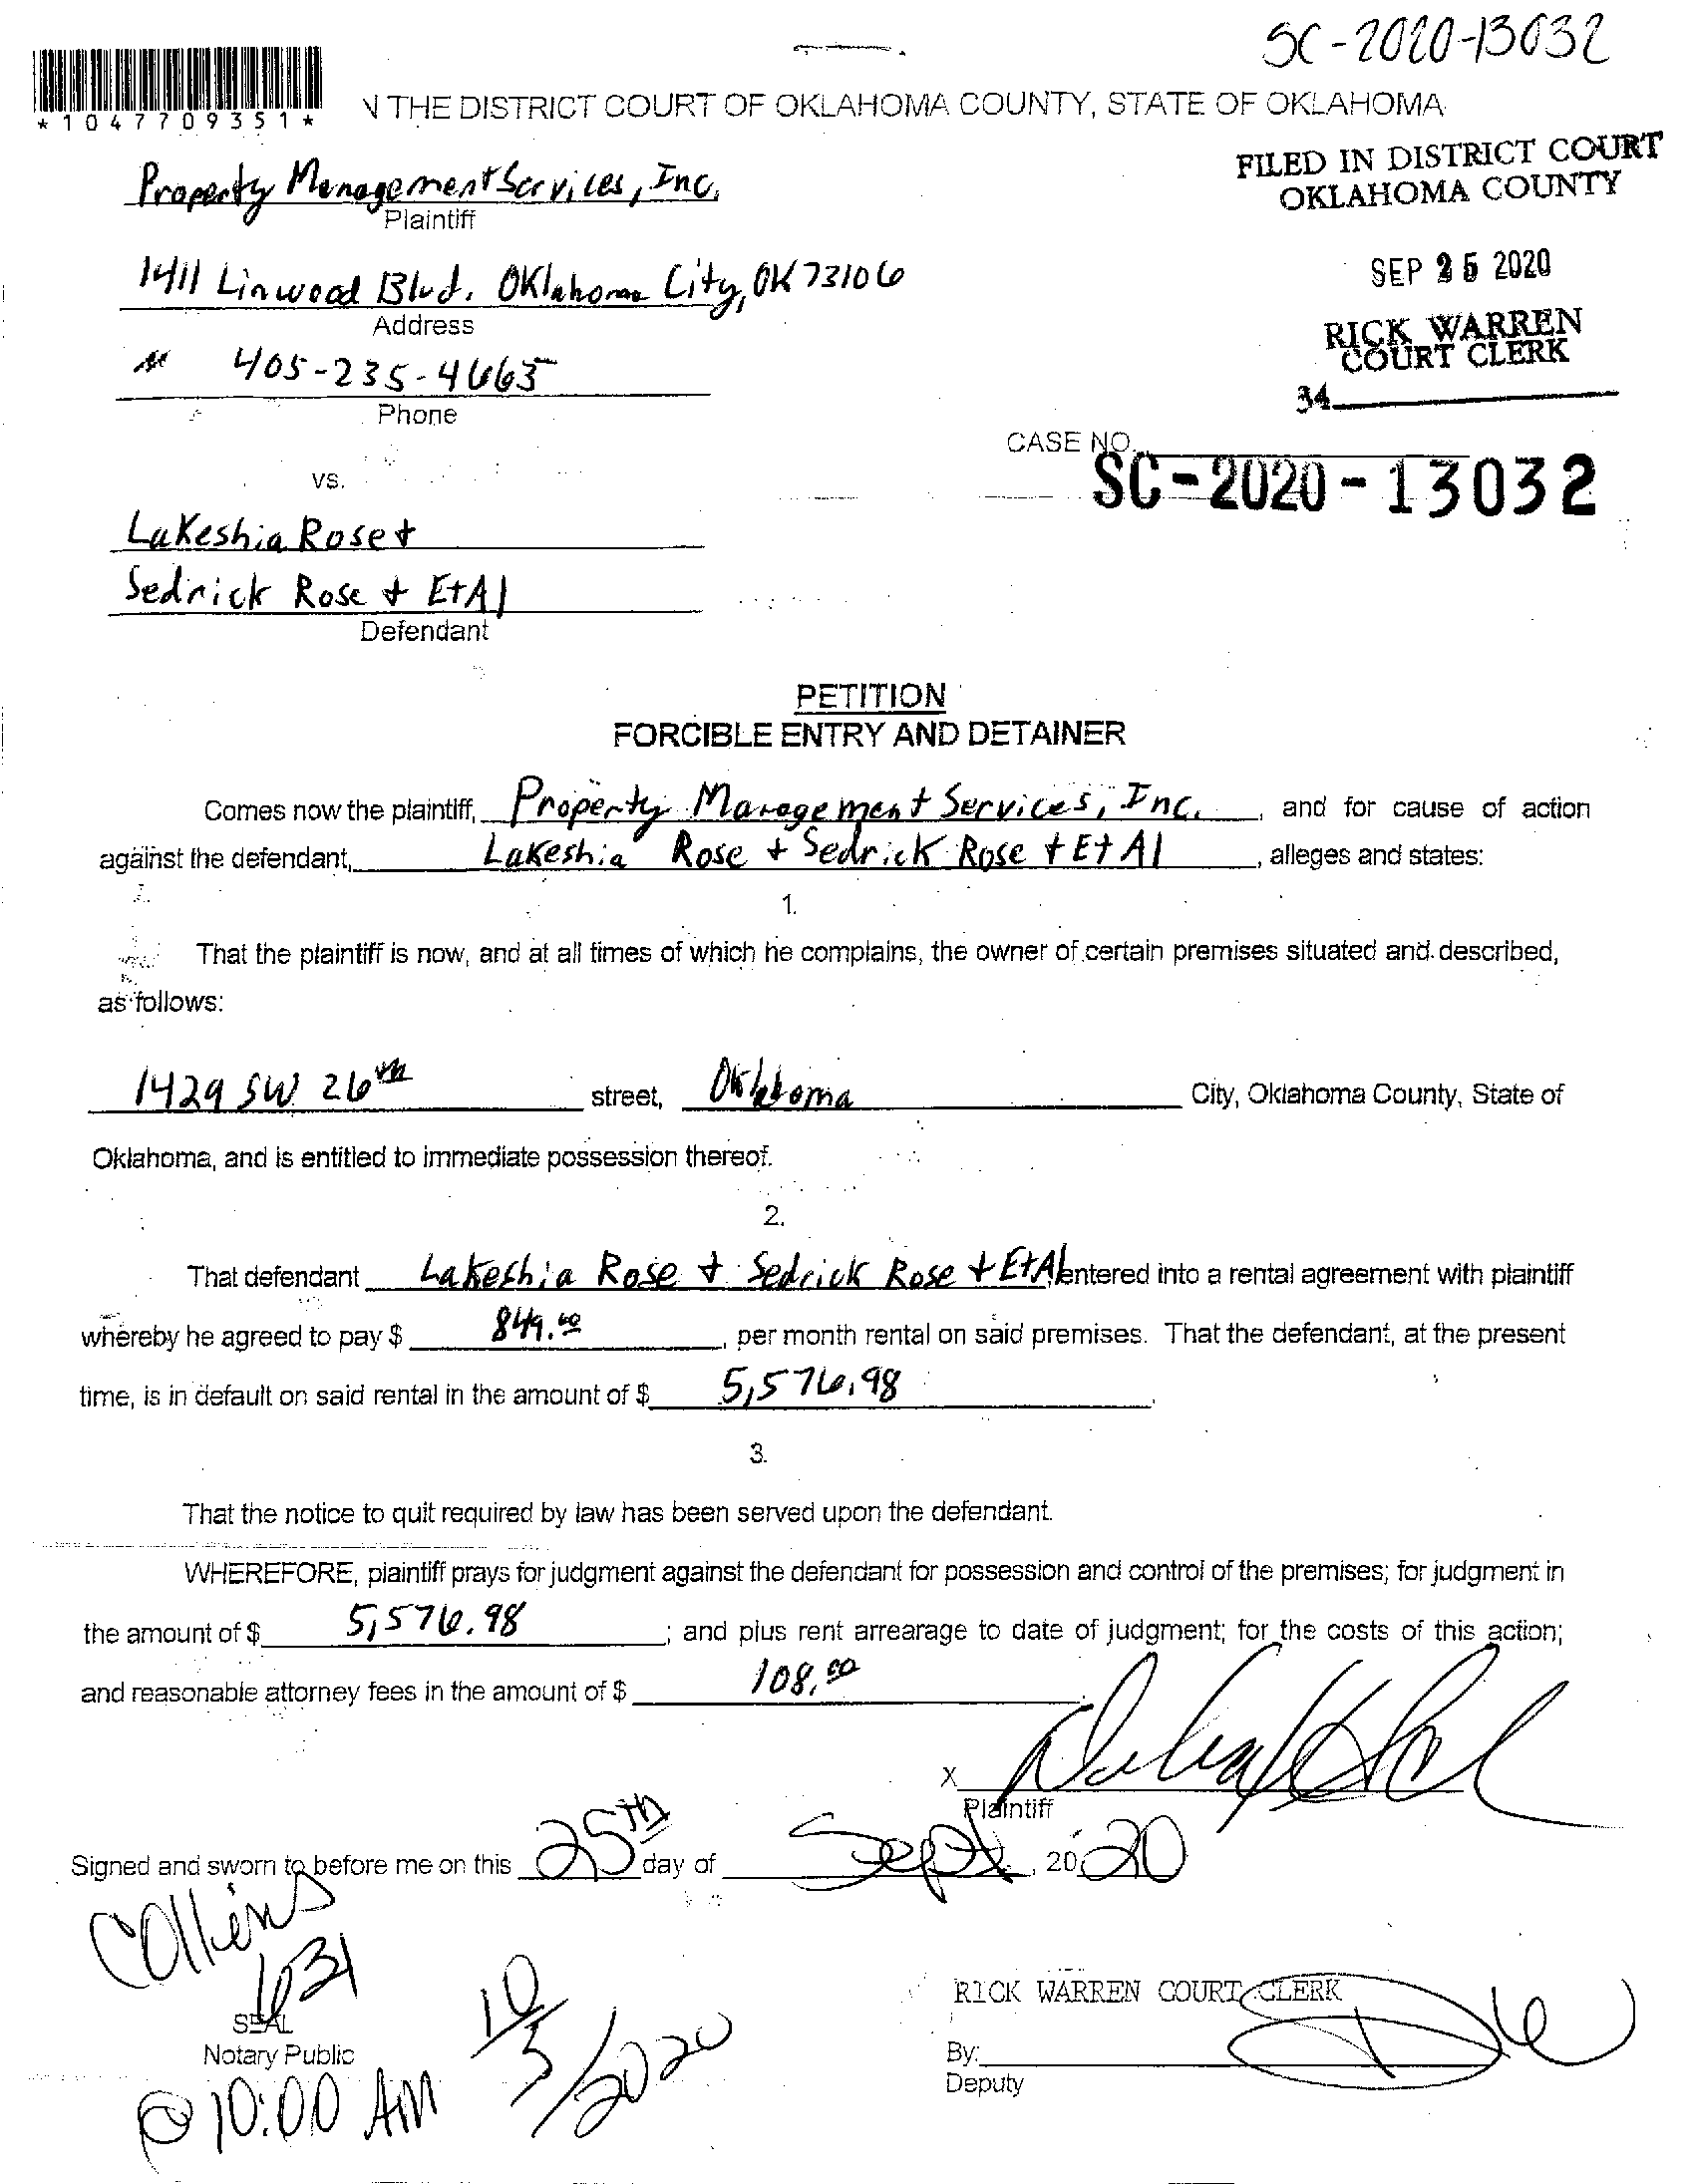 SC-2020-13032
*1047709351*
N THE DISTRICT COURT OF OKLAHOMA COUNTY, STATE OF OKLAHOMA
FILED IN DISTRICT COURT
OKLAHOMA COUNTY
Property Management Services, Inc.
Plaintiff
SEP 25 2020
1411 Linwood Blvd. Oklahoma City, OK 73106
Address
RICK WARREN
COURT CLERK
405-235-4663
34
Phone
CASE NO.
SC-2020-13032
vs.
Lakeshia Rose +
Sedrick Rose + Et Al
Defendant
PETITION
FORCIBLE ENTRY AND DETAINER
Comes now the plaintiff, Property Management Services, Inc. , and for cause of action
against the defendant, Lakeshia Rose + Sedrick Rose + Et Al , alleges and states:
1.
That the plaintiff is now, and at all times of which he complains, the owner of certain premises situated and described,
as follows:
1429 SW 26th street, Oklahoma City, Oklahoma County, State of
Oklahoma, and is entitled to immediate possession thereof.
2.
That defendant Lakeshia Rose + Sedrick Rose + Et Al entered into a rental agreement with plaintiff
whereby he agreed to pay $ 849.00 , per month rental on said premises. That the defendant, at the present
time, is in default on said rental in the amount of $ 5,576.98 .
3.
That the notice to quit required by law has been served upon the defendant.
WHEREFORE, plaintiff prays for judgment against the defendant for possession and control of the premises; for judgment in
the amount of $ 5,576.98 ; and plus rent arrearage to date of judgment; for the costs of this action;
and reasonable attorney fees in the amount of $ 108.00
X
Plaintiff
Signed and sworn to before me on this 25th day of Sept , 2020
Collins
631
SEAL
Notary Public
@ 10:00 AM
10/5/2020
RICK WARREN COURT CLERK
By:
Deputy